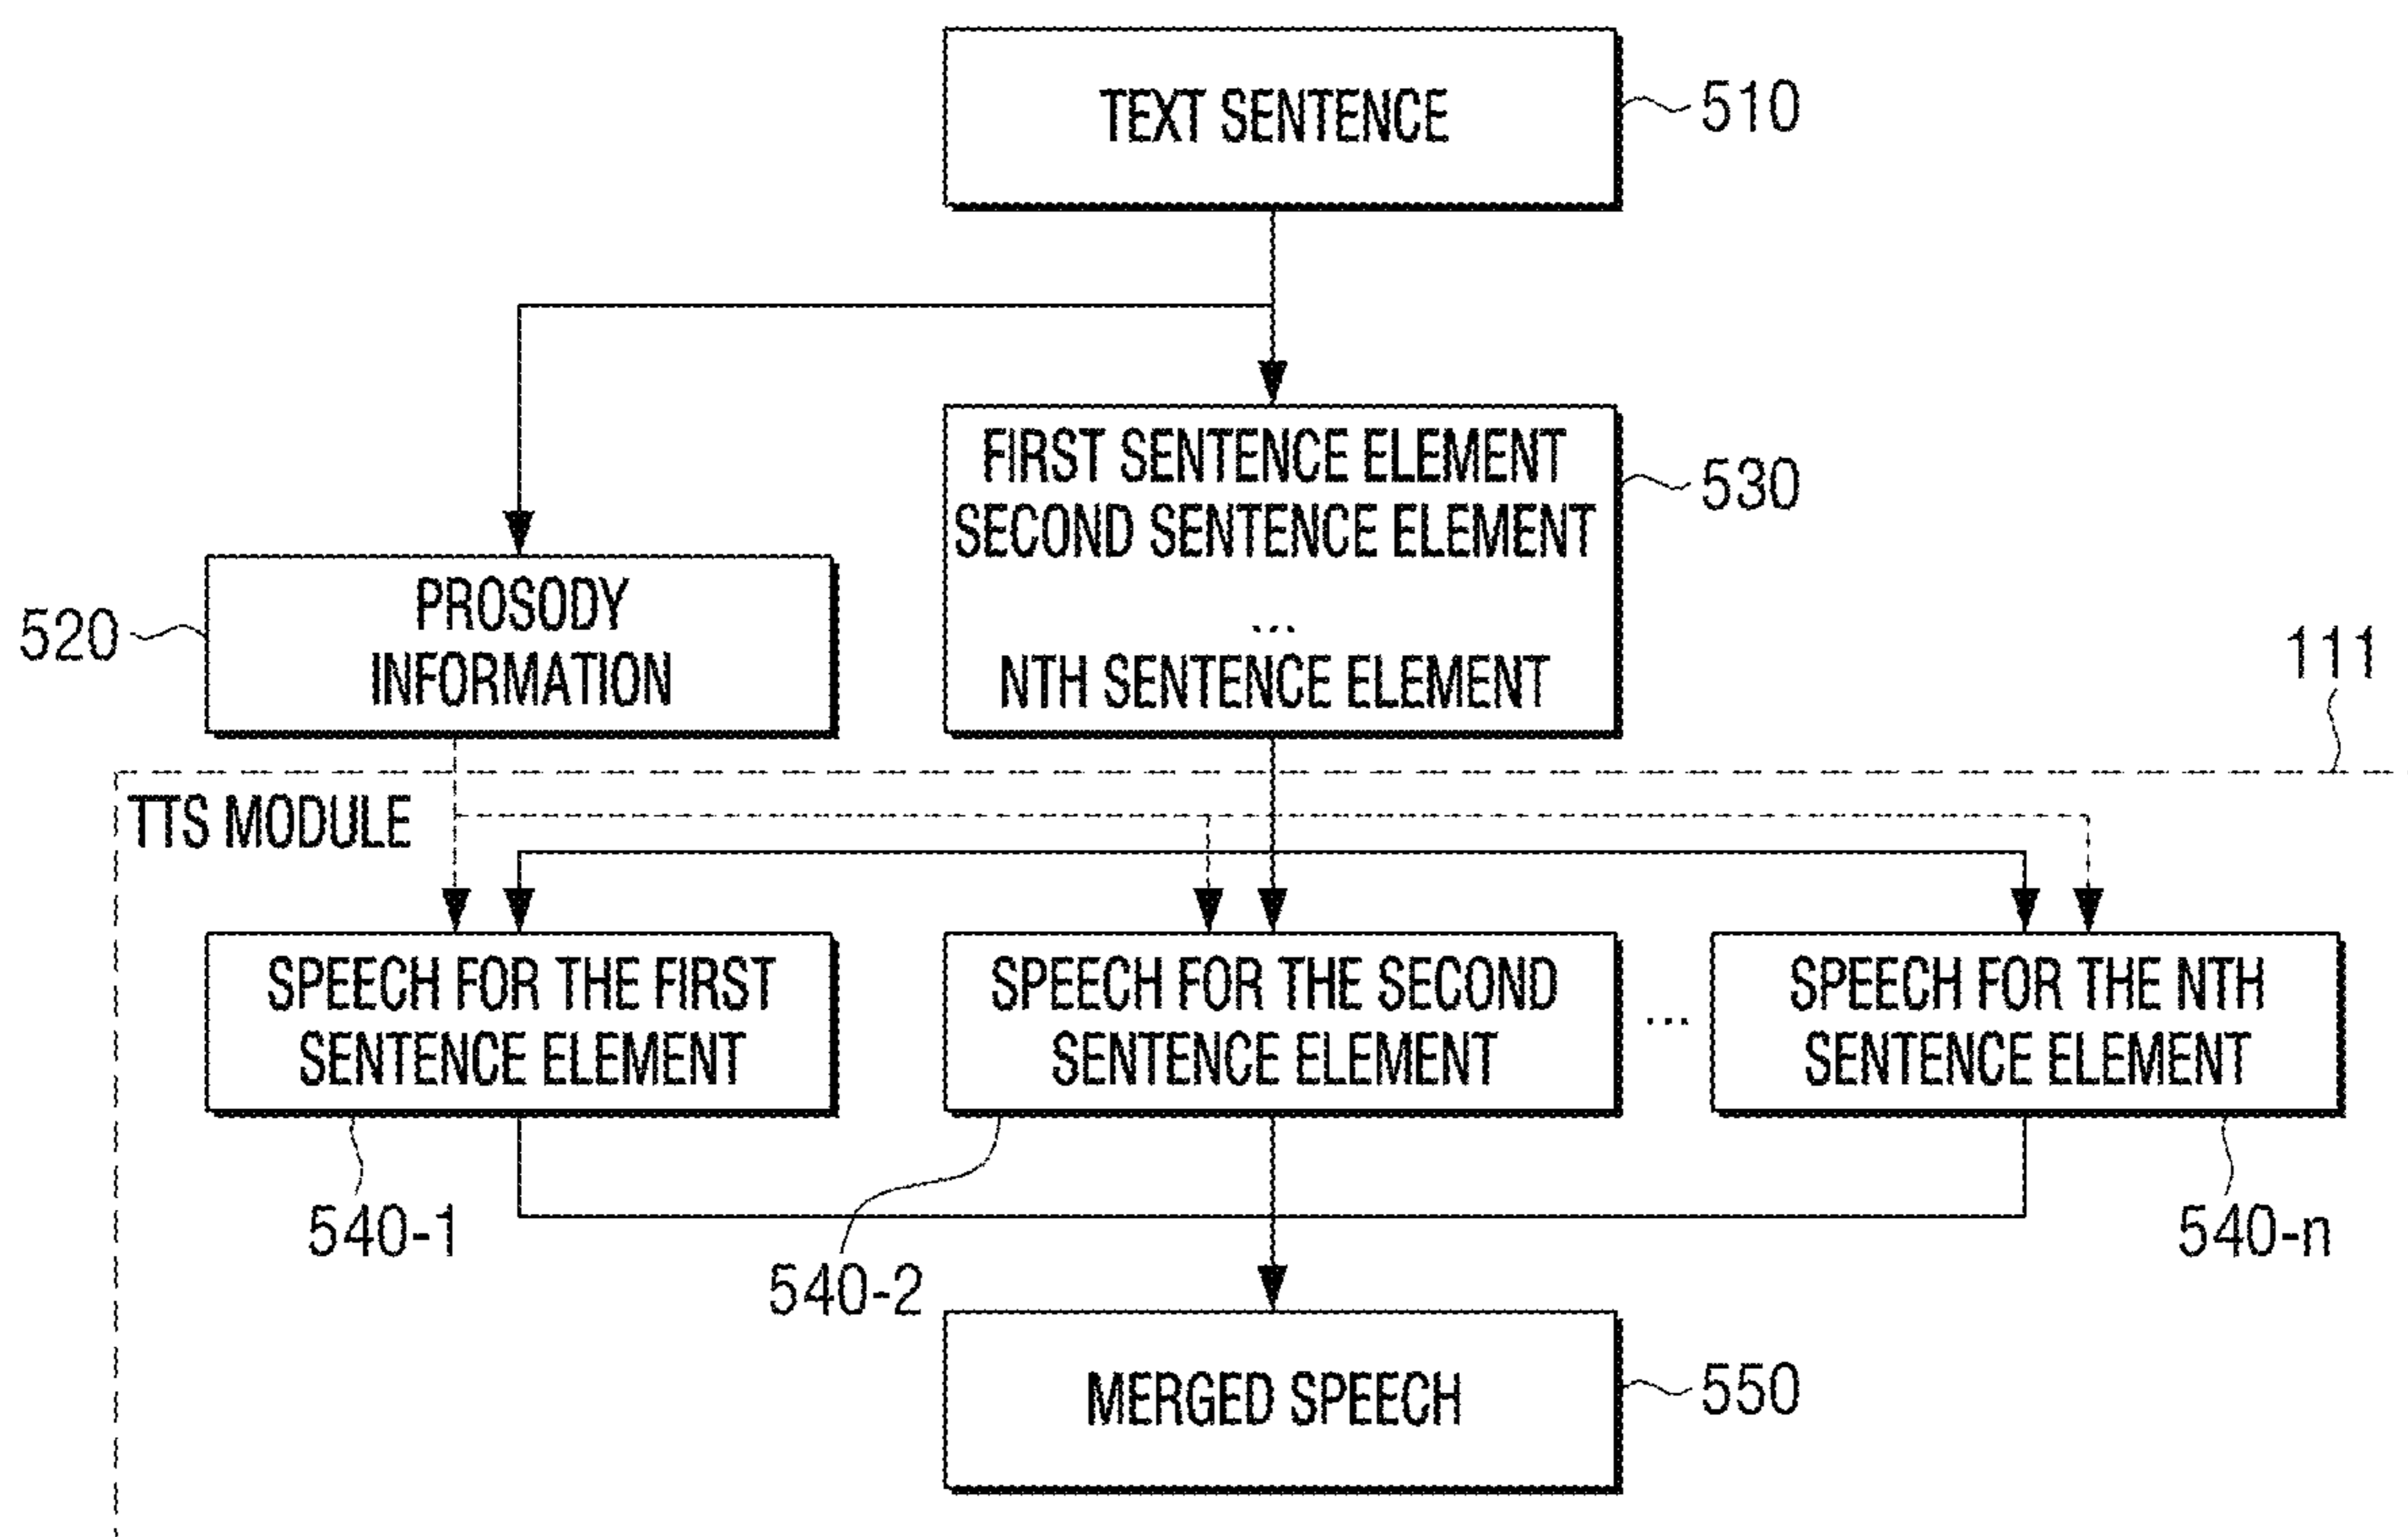 TEXT SENTENCE
510
FIRST SENTENCE ELEMENT
SECOND SENTENCE ELEMENT
...
NTH SENTENCE ELEMENT
530
PROSODY
INFORMATION
520
111
TTS MODULE
SPEECH FOR THE FIRST
SENTENCE ELEMENT
SPEECH FOR THE SECOND
SENTENCE ELEMENT
...
SPEECH FOR THE NTH
SENTENCE ELEMENT
540-1
540-2
540-n
MERGED SPEECH
550